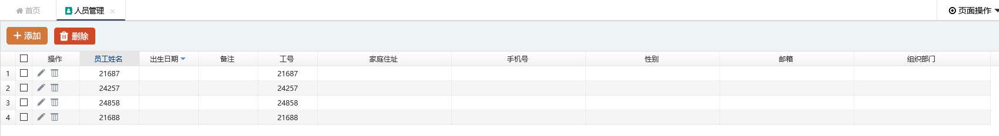 首页 人员管理 页面操作
添加 删除
操作 员工姓名 出生日期 备注 工号 家庭住址 手机号 性别 邮箱 组织部门
1 21687 21687
2 24257 24257
3 24858 24858
4 21688 21688